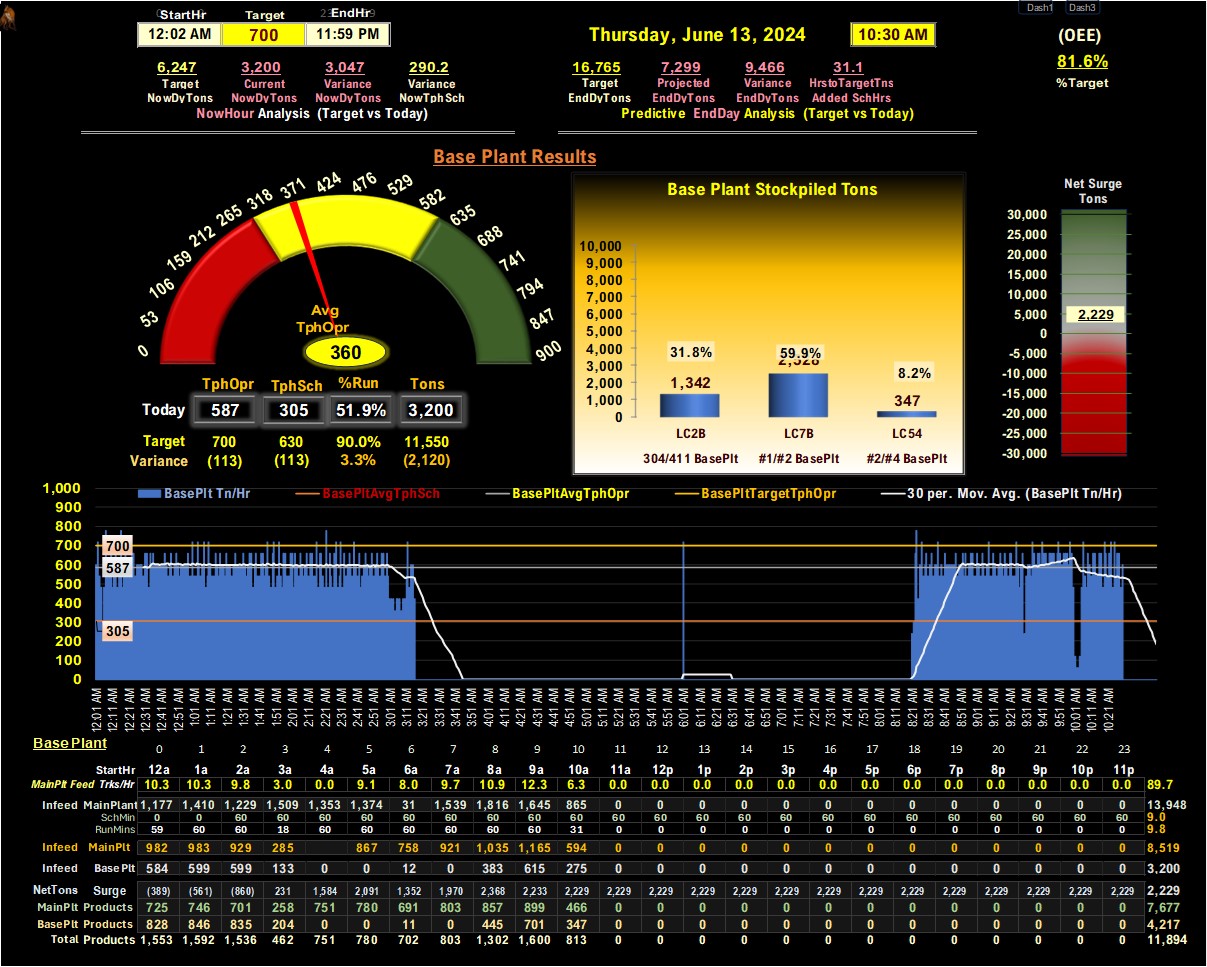 Dash1 Dash3
StartHr Target EndHr
12:02 AM 700 11:59 PM
Thursday, June 13, 2024 10:30 AM
(OEE)
81.6%
%Target
6,247 3,200 3,047 290.2
Target Current Variance Variance
NowDyTons NowDyTons NowDyTons NowTphSch
NowHour Analysis (Target vs Today)
16,765 7,299 9,466 31.1
Target Projected Variance HrstoTargetTns
EndDyTons EndDyTons EndDyTons Added SchHrs
Predictive EndDay Analysis (Target vs Today)
Base Plant Results
0 53 106 159 212 265 318 371 424 476 529 582 635 688 741 794 847 900
Avg
TphOpr
360
TphOpr TphSch %Run Tons
Today 587 305 51.9% 3,200
Target 700 630 90.0% 11,550
Variance (113) (113) 3.3% (2,120)
Base Plant Stockpiled Tons
10,000
9,000
8,000
7,000
6,000
5,000
4,000
3,000
2,000
1,000
0
31.8% 59.9% 8.2%
1,342 2,528 347
LC2B LC7B LC54
304/411 BasePlt #1/#2 BasePlt #2/#4 BasePlt
Net Surge
Tons
30,000
25,000
20,000
15,000
10,000
5,000
0
-5,000
-10,000
-15,000
-20,000
-25,000
-30,000
2,229
BasePlt Tn/Hr BasePltAvgTphSch BasePltAvgTphOpr BasePltTargetTphOpr 30 per. Mov. Avg. (BasePlt Tn/Hr)
1,000
900
800
700
600
500
400
300
200
100
0
700
587
305
12:01 AM 12:11 AM 12:21 AM 12:31 AM 12:41 AM 12:51 AM 1:01 AM 1:11 AM 1:21 AM 1:31 AM 1:41 AM 1:51 AM 2:01 AM 2:11 AM 2:21 AM 2:31 AM 2:41 AM 2:51 AM 3:01 AM 3:11 AM 3:21 AM 3:31 AM 3:41 AM 3:51 AM 4:01 AM 4:11 AM 4:21 AM 4:31 AM 4:41 AM 4:51 AM 5:04 AM 5:14 AM 5:24 AM 5:34 AM 5:44 AM 5:54 AM 6:01 AM 6:11 AM 6:21 AM 6:31 AM 6:42 AM 6:52 AM 7:02 AM 7:12 AM 7:21 AM 7:34 AM 7:44 AM 7:51 AM 8:01 AM 8:11 AM 8:21 AM 8:31 AM 8:41 AM 8:51 AM 9:01 AM 9:11 AM 9:21 AM 9:31 AM 9:41 AM 9:51 AM 10:01 AM 10:11 AM 10:21 AM
Base Plant 0 1 2 3 4 5 6 7 8 9 10 11 12 13 14 15 16 17 18 19 20 21 22 23
StartHr 12a 1a 2a 3a 4a 5a 6a 7a 8a 9a 10a 11a 12p 1p 2p 3p 4p 5p 6p 7p 8p 9p 10p 11p
MainPlt Feed Trks/Hr 10.3 10.3 9.8 3.0 0.0 9.1 8.0 9.7 10.9 12.3 6.3 0.0 0.0 0.0 0.0 0.0 0.0 0.0 0.0 0.0 0.0 0.0 0.0 0.0 89.7
Infeed MainPlant 1,177 1,410 1,229 1,509 1,353 1,374 31 1,539 1,816 1,645 865 0 0 0 0 0 0 0 0 0 0 0 0 0 13,948
SchMin 0 0 60 60 60 60 60 60 60 60 60 60 60 60 60 60 60 60 60 60 60 60 60 60 9.0
RunMins 59 60 60 18 60 60 60 60 60 60 31 0 0 0 0 0 0 0 0 0 0 0 0 0 9.8
Infeed MainPlt 982 983 929 285 867 758 921 1,035 1,165 594 0 0 0 0 0 0 0 0 0 0 0 0 0 8,519
Infeed BasePlt 584 599 599 133 0 0 12 0 383 615 275 0 0 0 0 0 0 0 0 0 0 0 0 0 3,200
NetTons Surge (389) (561) (860) 231 1,584 2,091 1,352 1,970 2,368 2,233 2,229 2,229 2,229 2,229 2,229 2,229 2,229 2,229 2,229 2,229 2,229 2,229 2,229 2,229 2,229
MainPlt Products 725 746 701 258 751 780 691 803 857 899 466 0 0 0 0 0 0 0 0 0 0 0 0 0 7,677
BasePlt Products 828 846 835 204 0 0 11 0 445 701 347 0 0 0 0 0 0 0 0 0 0 0 0 0 4,217
Total Products 1,553 1,592 1,536 462 751 780 702 803 1,302 1,600 813 0 0 0 0 0 0 0 0 0 0 0 0 0 11,894